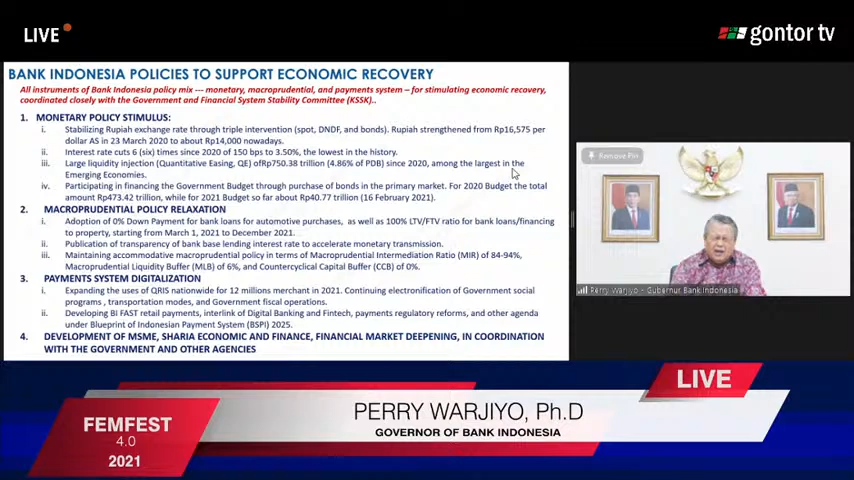 LIVE
gontor tv
BANK INDONESIA POLICIES TO SUPPORT ECONOMIC RECOVERY
All instruments of Bank Indonesia policy mix --- monetary, macroprudential, and payments system – for stimulating economic recovery,
coordinated closely with the Government and Financial System Stability Committee (KSSK)..
1. MONETARY POLICY STIMULUS:
i. Stabilizing Rupiah exchange rate through triple intervention (spot, DNDF, and bonds). Rupiah strengthened from Rp16,575 per
dollar AS in 23 March 2020 to about Rp14,000 nowadays.
ii. Interest rate cuts 6 (six) times since 2020 of 150 bps to 3.50%, the lowest in the history.
iii. Large liquidity injection (Quantitative Easing, QE) ofRp750.38 trillion (4.86% of PDB) since 2020, among the largest in the
Emerging Economies.
iv. Participating in financing the Government Budget through purchase of bonds in the primary market. For 2020 Budget the total
amount Rp473.42 trillion, while for 2021 Budget so far about Rp40.77 trillion (16 February 2021).
2. MACROPRUDENTIAL POLICY RELAXATION
i. Adoption of 0% Down Payment for bank loans for automotive purchases, as well as 100% LTV/FTV ratio for bank loans/financing
to property, starting from March 1, 2021 to December 2021.
ii. Publication of transparency of bank base lending interest rate to accelerate monetary transmission.
iii. Maintaining accommodative macroprudential policy in terms of Macroprudential Intermediation Ratio (MIR) of 84-94%,
Macroprudential Liquidity Buffer (MLB) of 6%, and Countercyclical Capital Buffer (CCB) of 0%.
3. PAYMENTS SYSTEM DIGITALIZATION
i. Expanding the uses of QRIS nationwide for 12 millions merchant in 2021. Continuing electronification of Government social
programs , transportation modes, and Government fiscal operations.
ii. Developing BI FAST retail payments, interlink of Digital Banking and Fintech, payments regulatory reforms, and other agenda
under Blueprint of Indonesian Payment System (BSPI) 2025.
4. DEVELOPMENT OF MSME, SHARIA ECONOMIC AND FINANCE, FINANCIAL MARKET DEEPENING, IN COORDINATION
WITH THE GOVERNMENT AND OTHER AGENCIES
Remove Pin
Perry Warjiyo - Gubernur Bank Indonesia
LIVE
PERRY WARJIYO, Ph.D
GOVERNOR OF BANK INDONESIA
FEMFEST
4.0
2021